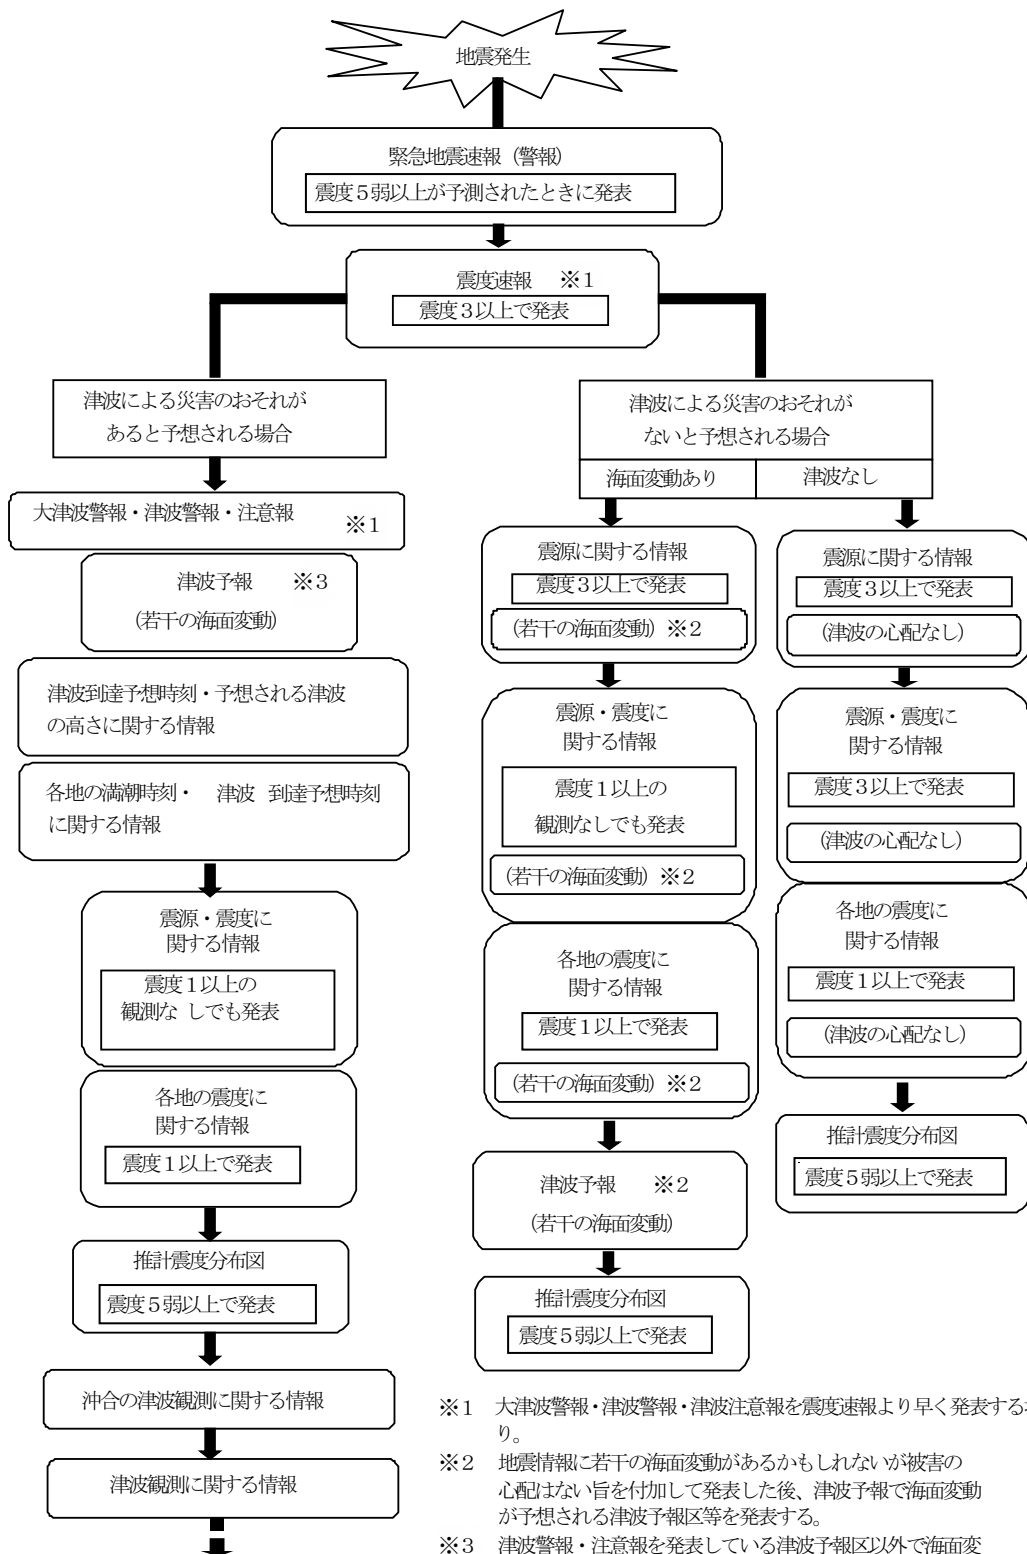 地震発生
緊急地震速報（警報）
震度５弱以上が予測されたときに発表
震度速報　※１
震度３以上で発表
津波による災害のおそれが
あると予想される場合
大津波警報・津波警報・注意報　※１
津波予報　※３
(若干の海面変動)
津波到達予想時刻・予想される津波
の高さに関する情報
各地の満潮時刻・　津波　到達予想時刻
に関する情報
震源・震度に
関する情報
震度１以上の
観測な しでも発表
各地の震度に
関する情報
震度１以上で発表
推計震度分布図
震度５弱以上で発表
沖合の津波観測に関する情報
津波観測に関する情報
津波による災害のおそれが
ないと予想される場合
海面変動あり
震源に関する情報
震度３以上で発表
(若干の海面変動) ※２
震源・震度に
関する情報
震度１以上の
観測なしでも発表
(若干の海面変動) ※２
各地の震度に
関する情報
震度１以上で発表
(若干の海面変動) ※２
津波予報　※２
(若干の海面変動)
推計震度分布図
震度５弱以上で発表
津波なし
震源に関する情報
震度３以上で発表
(津波の心配なし)
震源・震度に
関する情報
震度３以上で発表
(津波の心配なし)
各地の震度に
関する情報
震度１以上で発表
(津波の心配なし)
推計震度分布図
震度５弱以上で発表
※１　大津波警報・津波警報・津波注意報を震度速報より早く発表する
り。
※２　地震情報に若干の海面変動があるかもしれないが被害の
心配はない旨を付加して発表した後、津波予報で海面変動
が予想される津波予報区等を発表する。
※３　津波警報・注意報を発表している津波予報区以外で海面変